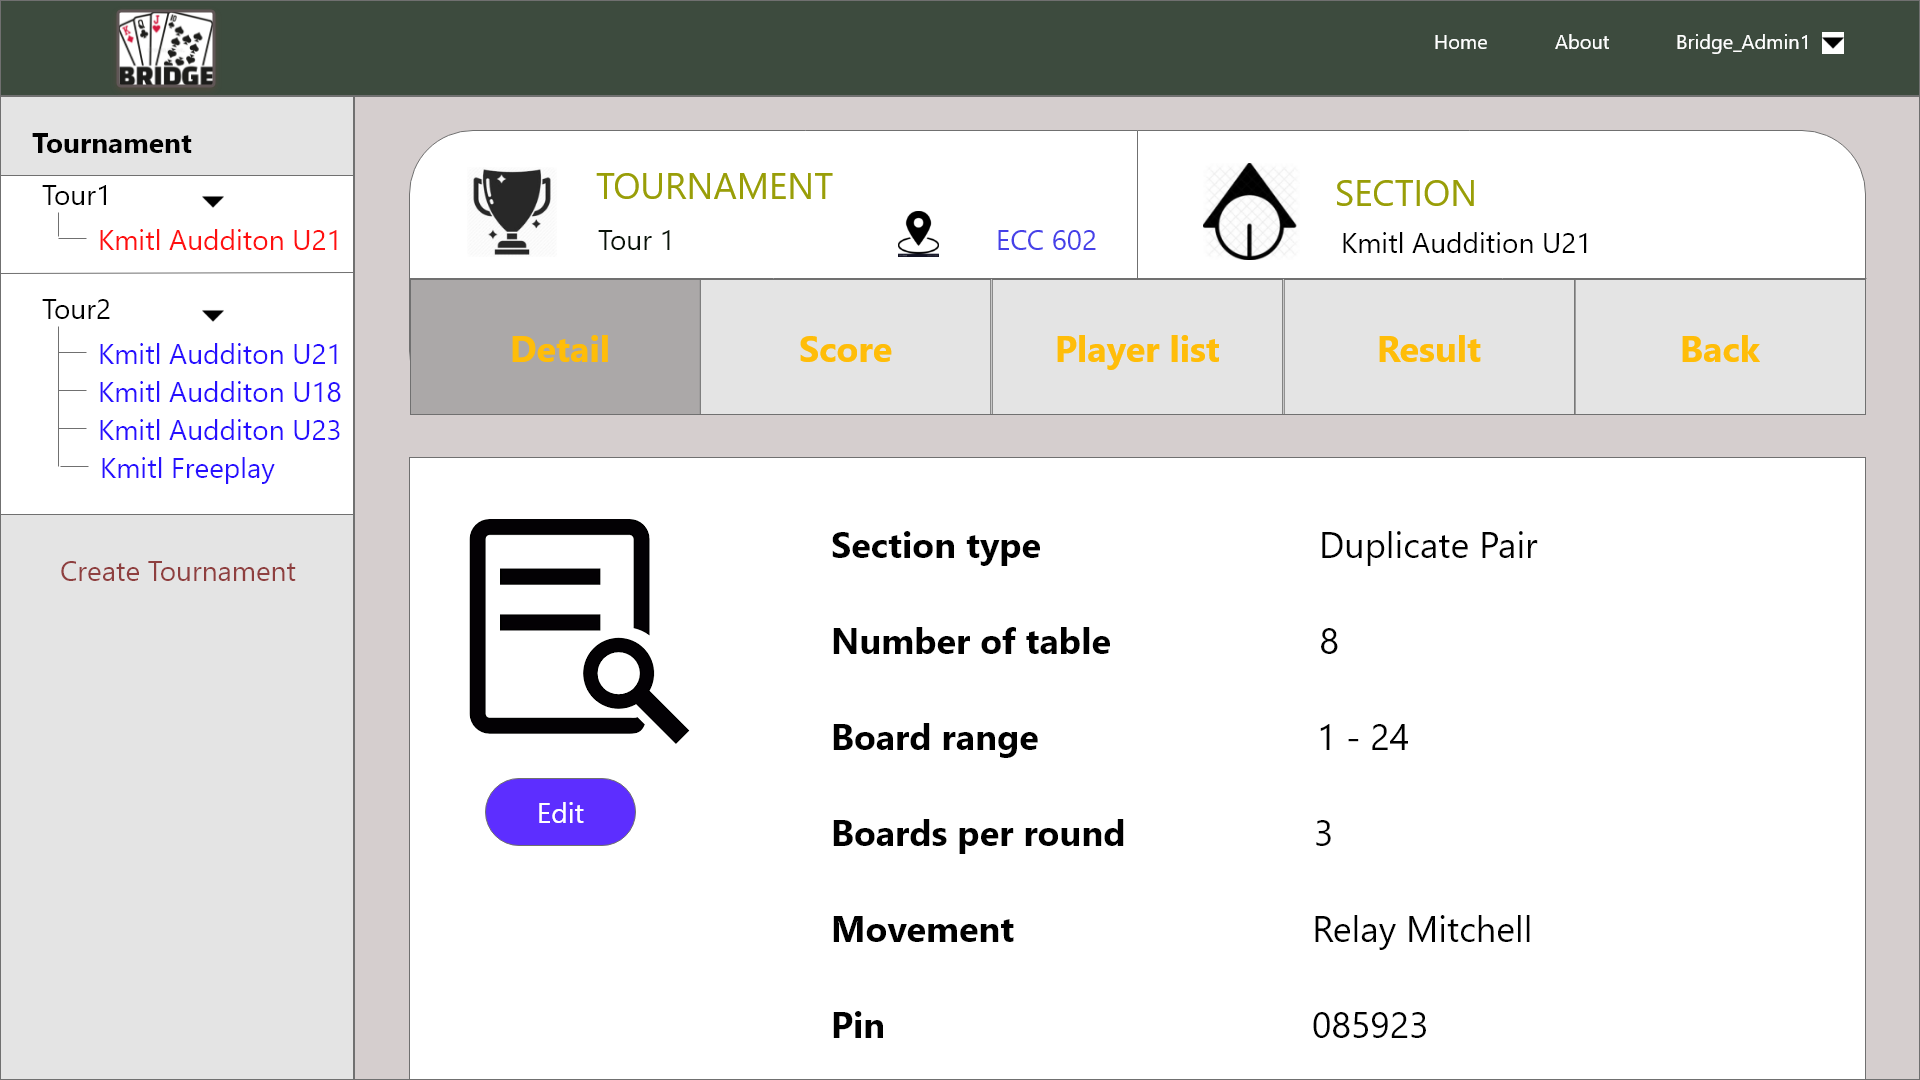 BRIDGE
Home About Bridge_Admin1
Tournament
Tour1
Kmitl Audditon U21
Tour2
Kmitl Audditon U21
Kmitl Audditon U18
Kmitl Audditon U23
Kmitl Freeplay
Create Tournament
TOURNAMENT
Tour 1
ECC 602
SECTION
Kmitl Auddition U21
Detail Score Player list Result Back
Edit
Section type Duplicate Pair
Number of table 8
Board range 1 - 24
Boards per round 3
Movement Relay Mitchell
Pin 085923